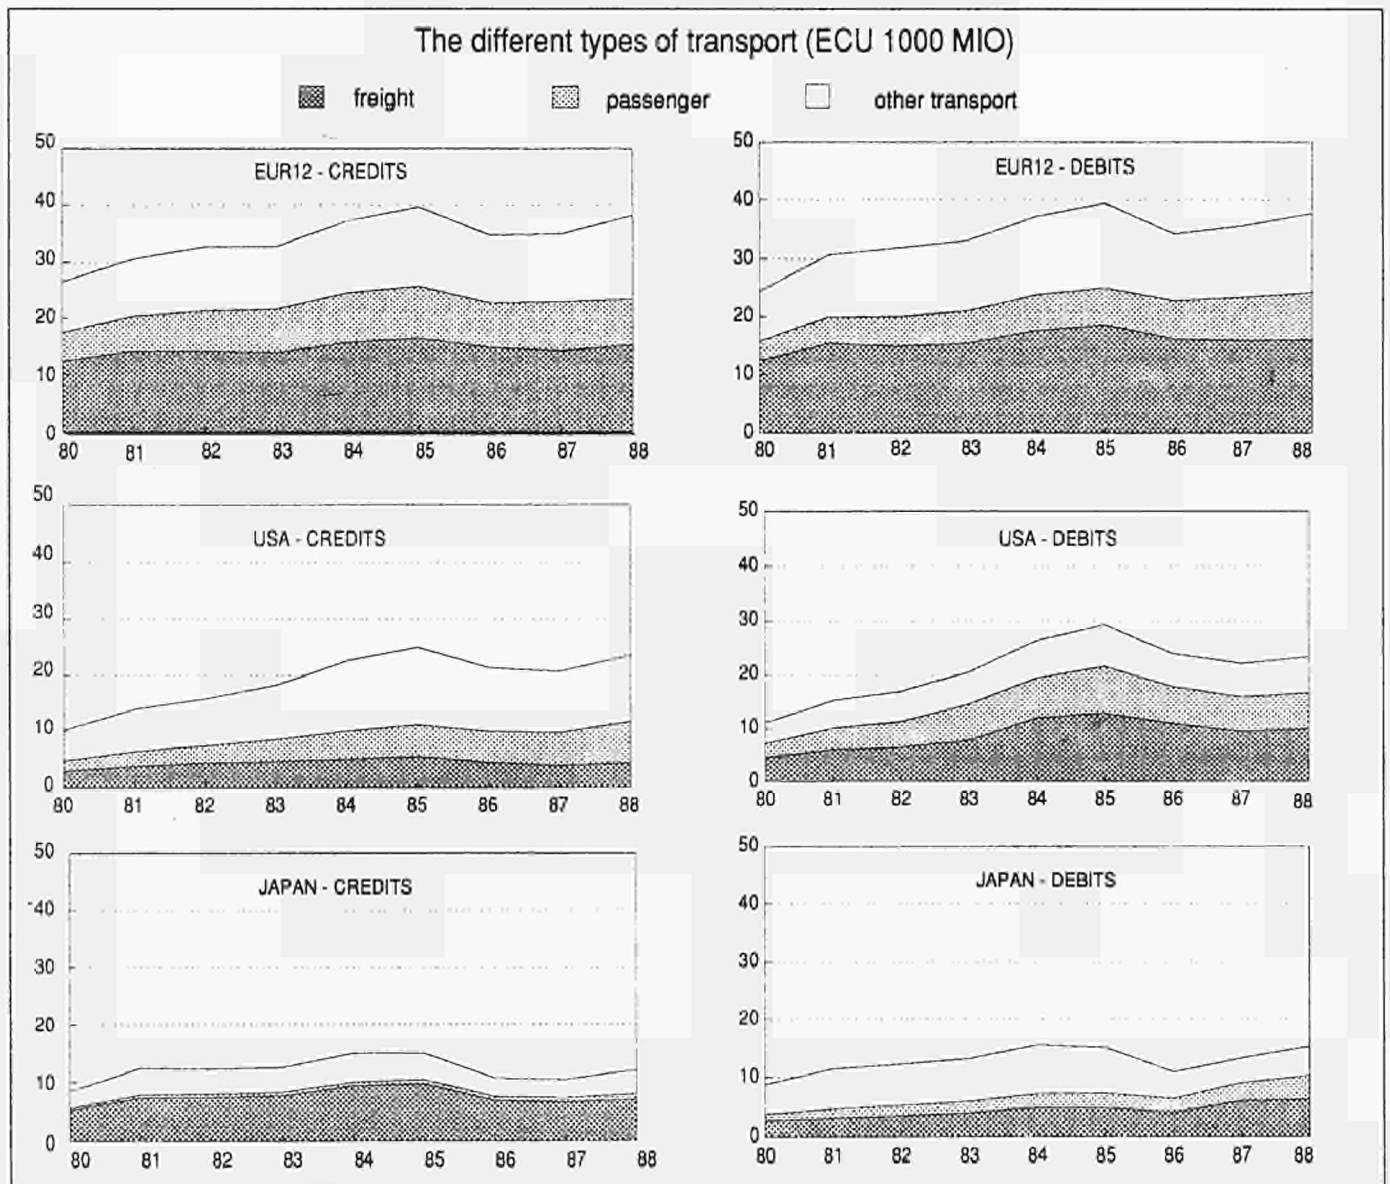 The different types of transport (ECU 1000 MIO)
freight passenger other transport
EUR12 - CREDITS
50
40
30
20
10
0
80 81 82 83 84 85 86 87 88
EUR12 - DEBITS
50
40
30
20
10
0
80 81 82 83 84 85 86 87 88
USA - CREDITS
50
40
30
20
10
0
80 81 82 83 84 85 86 87 88
USA - DEBITS
50
40
30
20
10
0
80 81 82 83 84 85 86 87 88
JAPAN - CREDITS
50
40
30
20
10
0
80 81 82 83 84 85 86 87 88
JAPAN - DEBITS
50
40
30
20
10
0
80 81 82 83 84 85 86 87 88